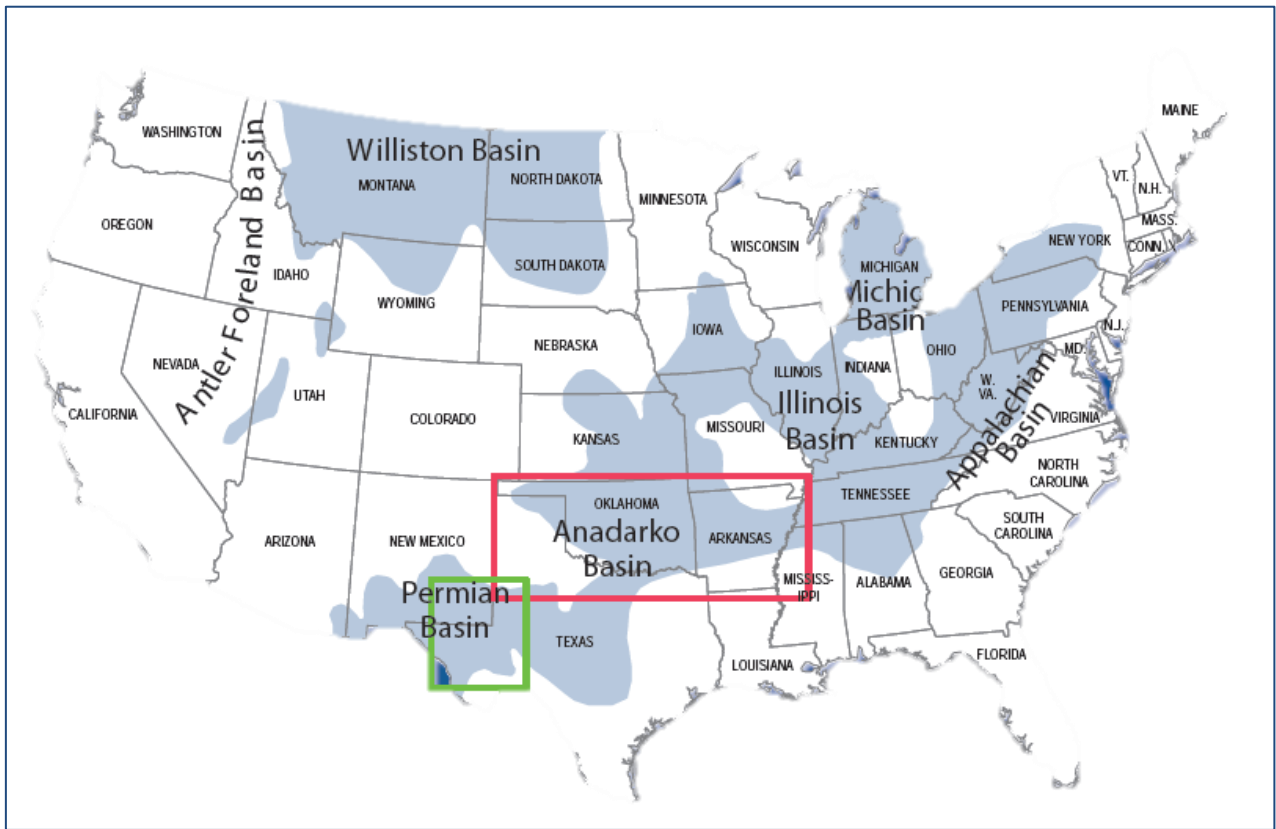 MAINE
WASHINGTON
Williston Basin
MONTANA
NORTH DAKOTA
MINNESOTA
VT.
N.H.
OREGON
Antler Foreland Basin
IDAHO
SOUTH DAKOTA
WISCONSIN
MICHIGAN
Michic
Basin
NEW YORK
MASS.
CONN.
WYOMING
IOWA
PENNSYLVANIA
N.J.
NEBRASKA
NEVADA
UTAH
COLORADO
ILLINOIS
INDIANA
OHIO
MD.
W.
VA.
VIRGINIA
Appalachian
Basin
CALIFORNIA
KANSAS
MISSOURI
Illinois
Basin
KENTUCKY
NORTH
CAROLINA
TENNESSEE
SOUTH
CAROLINA
ARIZONA
NEW MEXICO
OKLAHOMA
Anadarko
Basin
ARKANSAS
MISSISS-
IPPI
ALABAMA
GEORGIA
Permian
Basin
TEXAS
LOUISIANA
FLORIDA